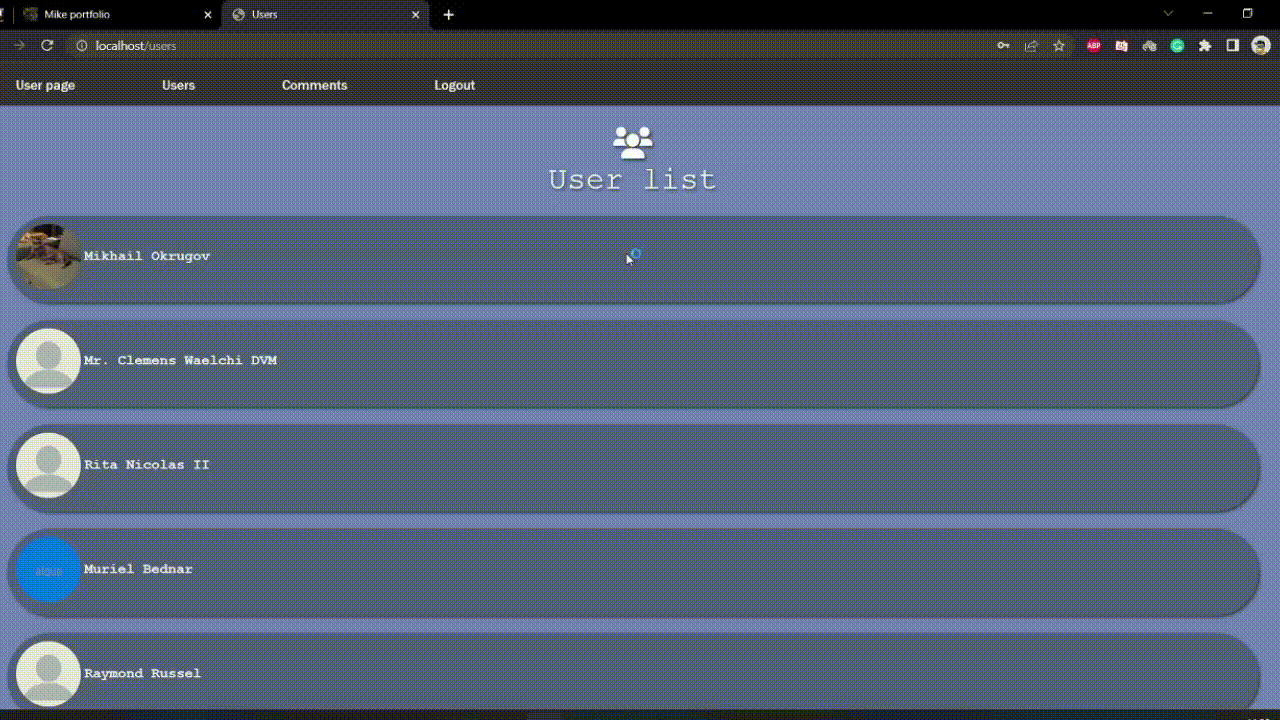 Mike portfolio
Users
localhost/users
ABP
User page
Users
Comments
Logout
User list
Mikhail Okrugov
Mr. Clemens Waelchi DVM
Rita Nicolas II
Muriel Bednar
Raymond Russel